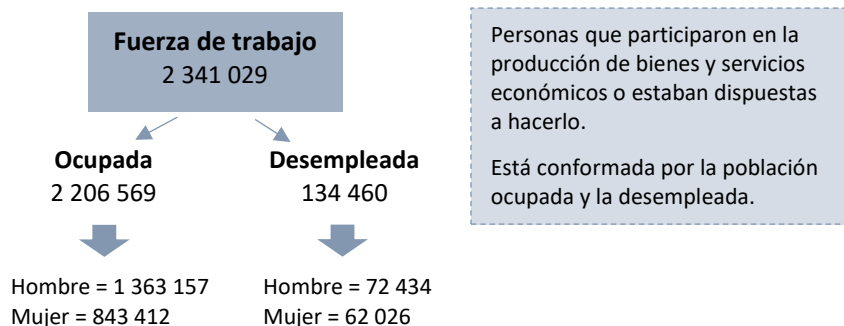 Fuerza de trabajo
2 341 029
Ocupada
2 206 569
Desempleada
134 460
Hombre = 1 363 157
Mujer = 843 412
Hombre = 72 434
Mujer = 62 026
Personas que participaron en la
producción de bienes y servicios
económicos o estaban dispuestas
a hacerlo.
Está conformada por la población
ocupada y la desempleada.